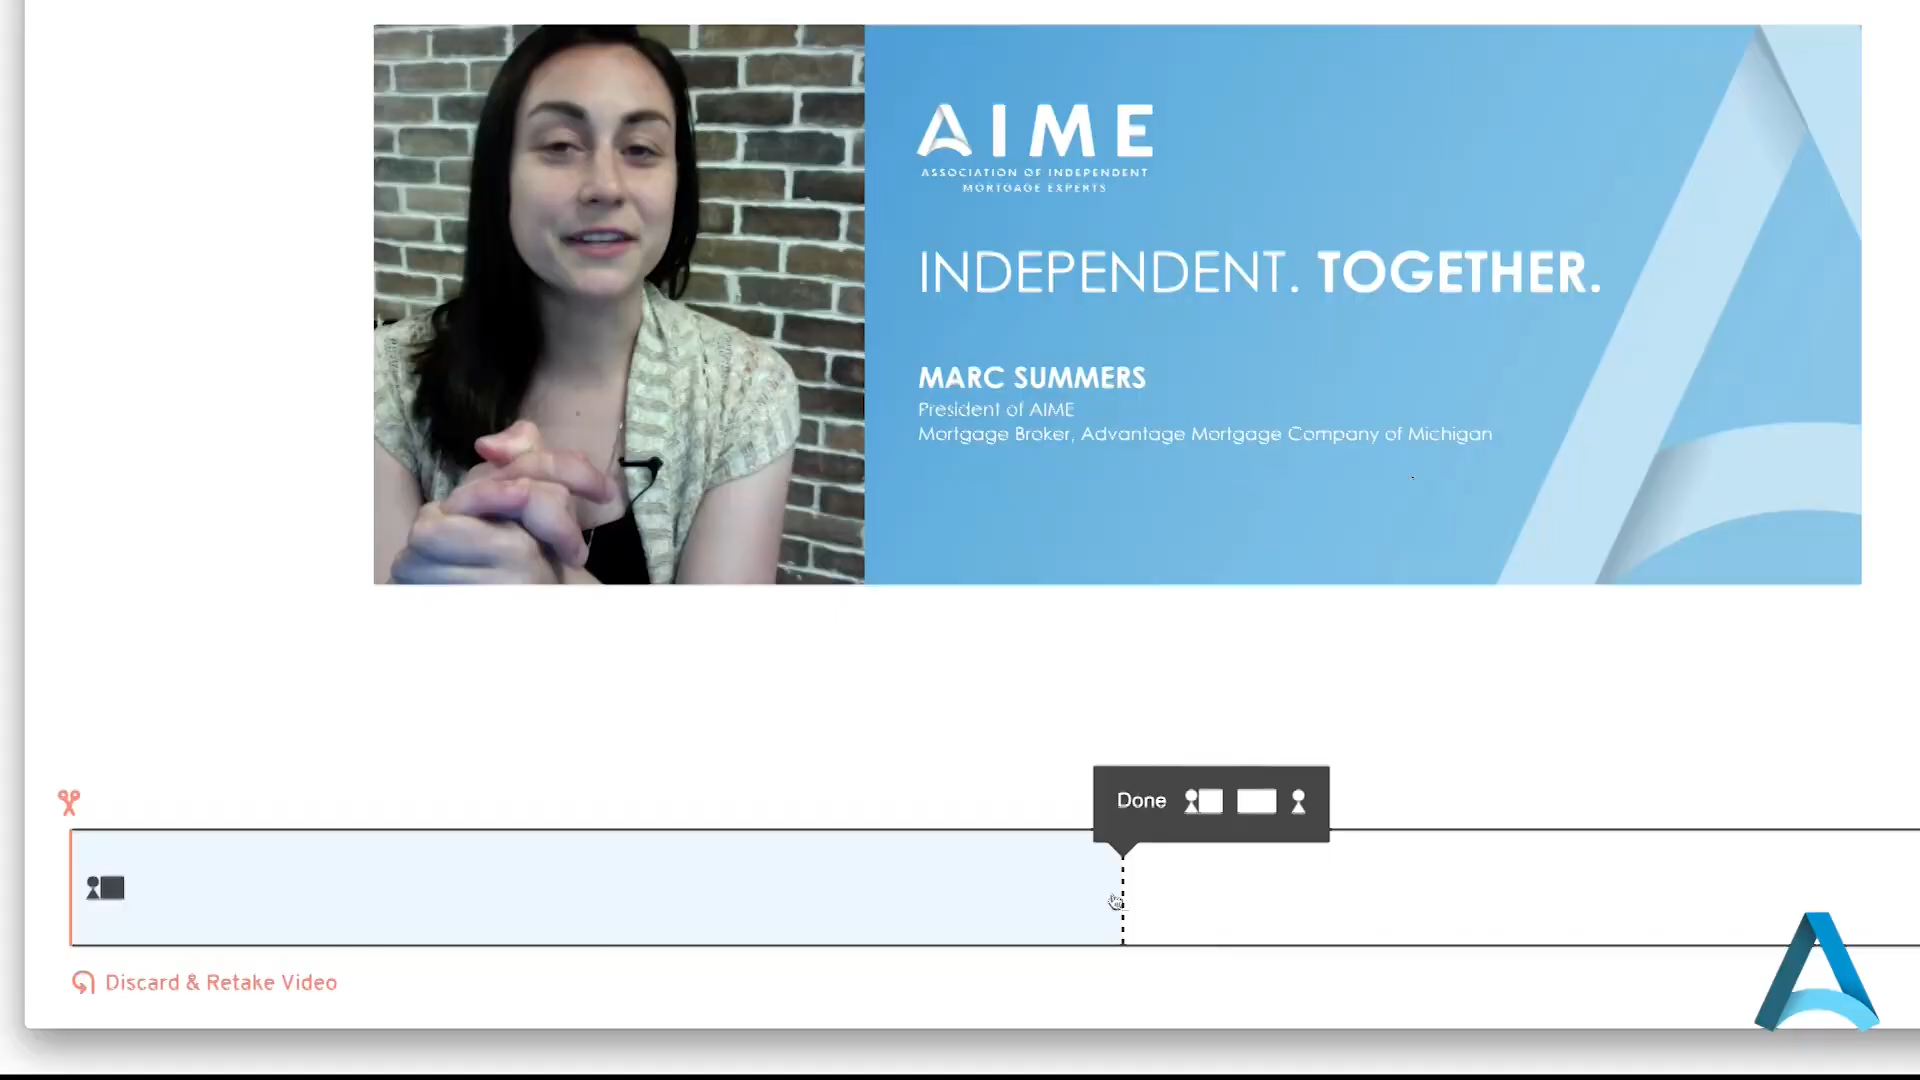 AIME
ASSOCIATION OF INDEPENDENT
MORTGAGE EXPERTS
INDEPENDENT. TOGETHER.
MARC SUMMERS
President of AIME
Mortgage Broker, Advantage Mortgage Company of Michigan
Done
Discard & Retake Video